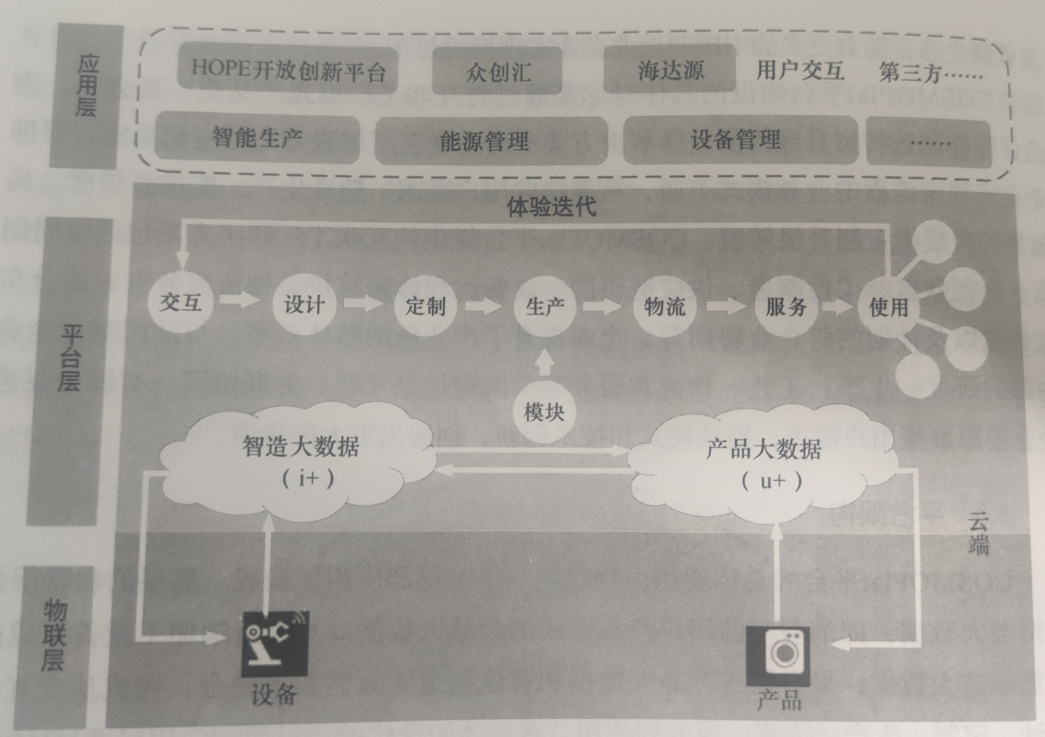 应用层
HOPE开放创新平台 众创汇 海达源 用户交互 第三方……
智能生产 能源管理 设备管理 ……
平台层
体验迭代
交互 设计 定制 生产 物流 服务 使用
模块
智造大数据
（i+）
产品大数据
（u+）
云端
物联层
设备
产品